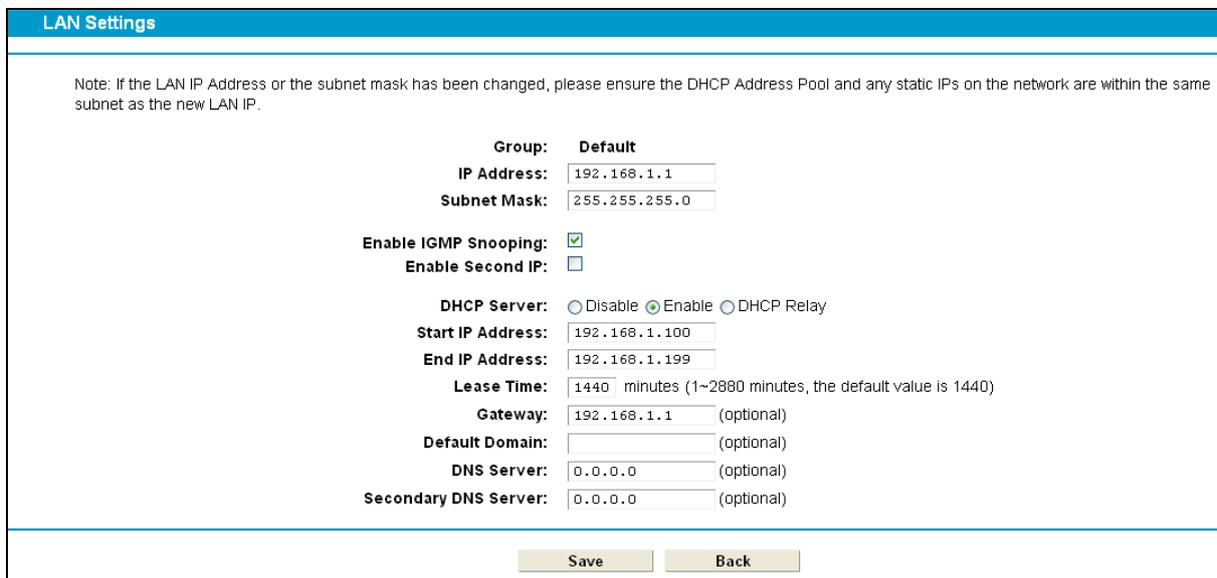 LAN Settings
Note: If the LAN IP Address or the subnet mask has been changed, please ensure the DHCP Address Pool and any static IPs on the network are within the same
subnet as the new LAN IP.
Group: Default
IP Address: 192.168.1.1
Subnet Mask: 255.255.255.0
Enable IGMP Snooping:
Enable Second IP:
DHCP Server: Disable Enable DHCP Relay
Start IP Address: 192.168.1.100
End IP Address: 192.168.1.199
Lease Time: 1440 minutes (1~2880 minutes, the default value is 1440)
Gateway: 192.168.1.1 (optional)
Default Domain: (optional)
DNS Server: 0.0.0.0 (optional)
Secondary DNS Server: 0.0.0.0 (optional)
Save Back